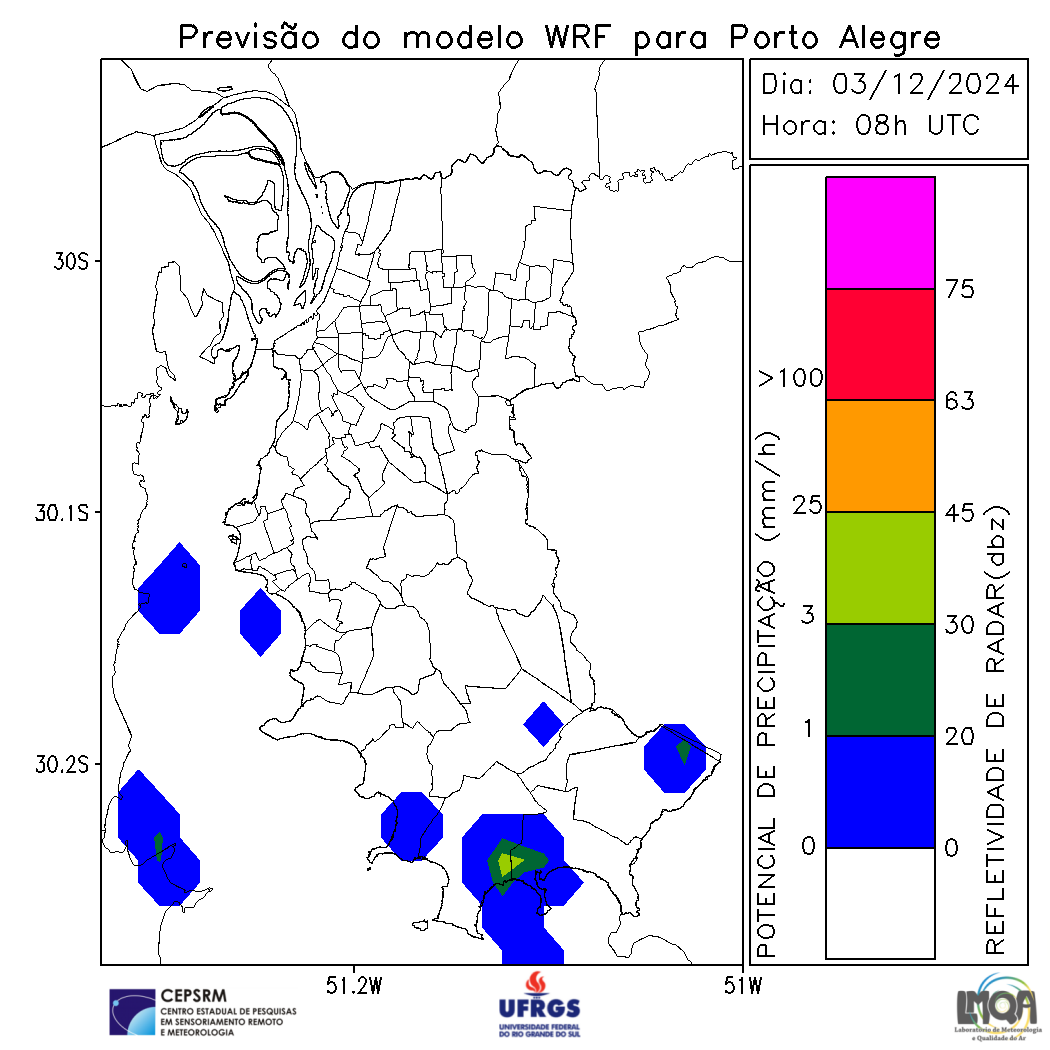 Previsão do modelo WRF para Porto Alegre
Dia: 03/12/2024
Hora: 08h UTC
30S
30.1S
30.2S
51.2W
51W
POTENCIAL DE PRECIPITAÇÃO (mm/h)
>100
25
3
1
0
75
63
45
30
20
0
REFLETIVIDADE DE RADAR(dbz)
CEPSRM
CENTRO ESTADUAL DE PESQUISAS
EM SENSORIAMENTO REMOTO
E METEOROLOGIA
UFRGS
UNIVERSIDADE FEDERAL
DO RIO GRANDE DO SUL
LMQA
Laboratório de Meteorologia
e Qualidade do Ar